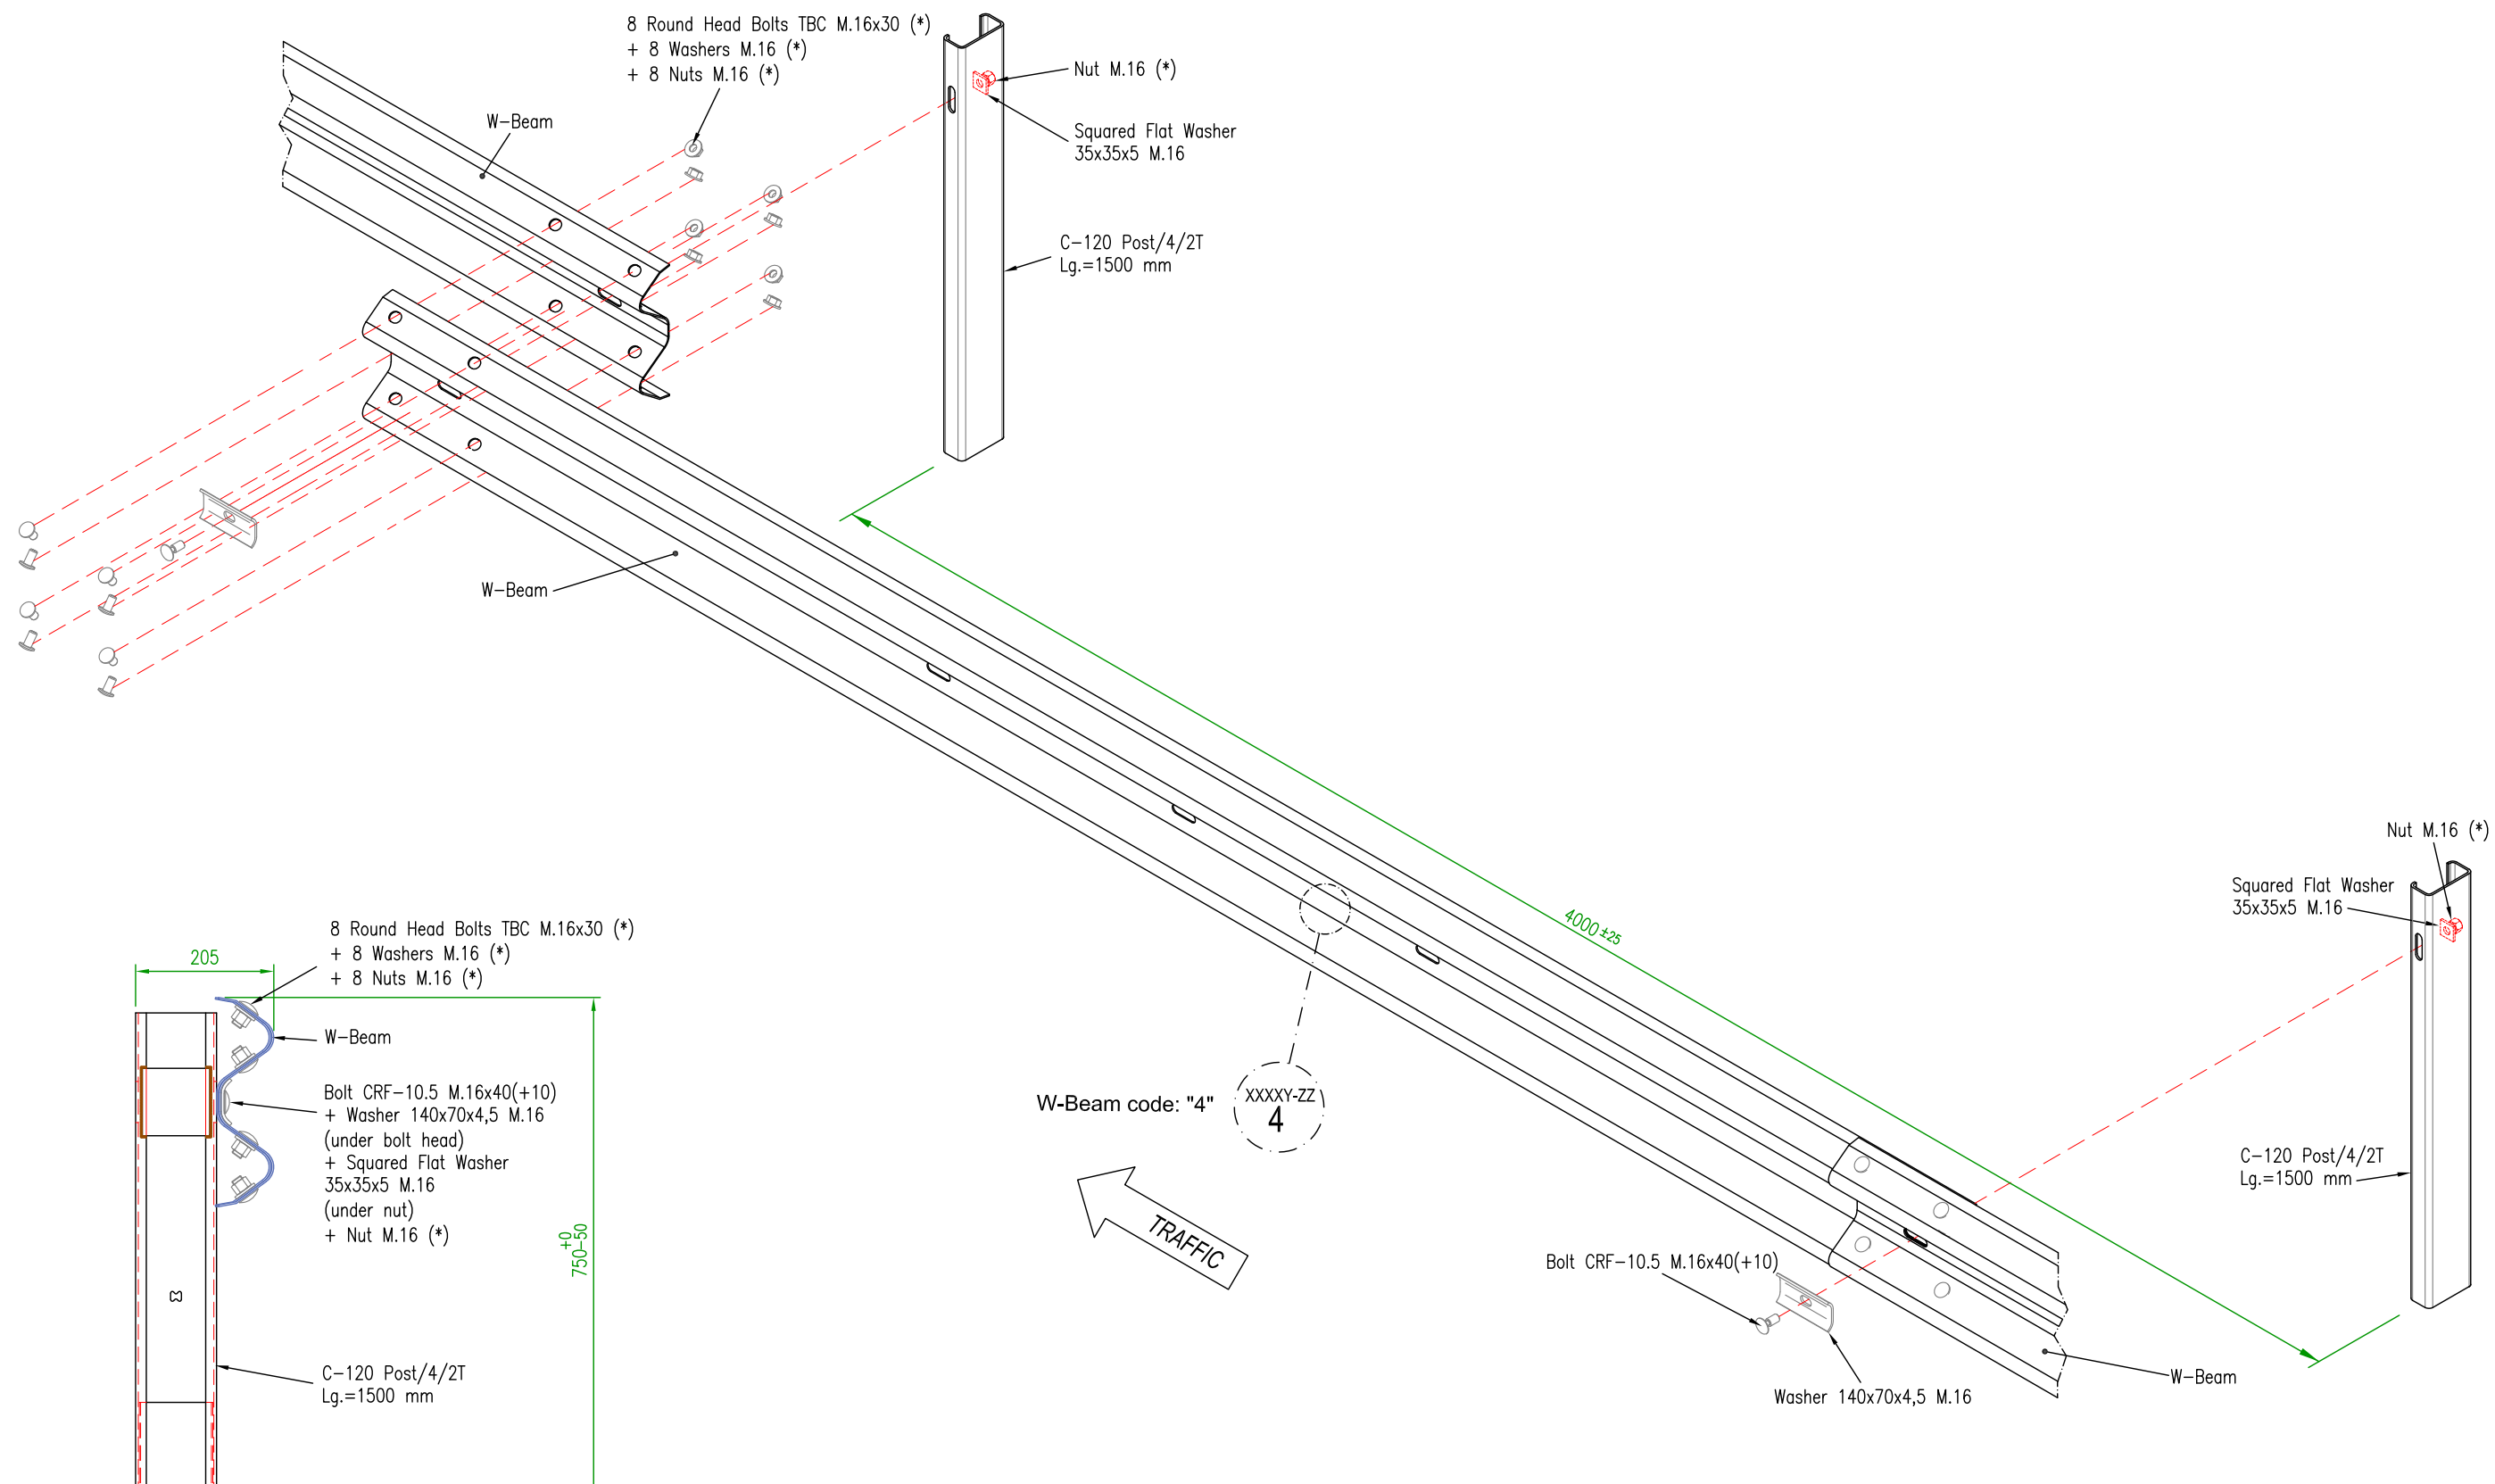 8 Round Head Bolts TBC M.16x30 (*)
+ 8 Washers M.16 (*)
+ 8 Nuts M.16 (*)
W-Beam
Nut M.16 (*)
Squared Flat Washer
35x35x5 M.16
C-120 Post/4/2T
Lg.=1500 mm
W-Beam
4000±25
Nut M.16 (*)
Squared Flat Washer
35x35x5 M.16
C-120 Post/4/2T
Lg.=1500 mm
8 Round Head Bolts TBC M.16x30 (*)
+ 8 Washers M.16 (*)
+ 8 Nuts M.16 (*)
205
W-Beam
Bolt CRF-10.5 M.16x40(+10)
+ Washer 140x70x4,5 M.16
(under bolt head)
+ Squared Flat Washer
35x35x5 M.16
(under nut)
+ Nut M.16 (*)
+0
750-50
C-120 Post/4/2T
Lg.=1500 mm
W-Beam code: "4"
XXXXY-ZZ
4
TRAFFIC
Bolt CRF-10.5 M.16x40(+10)
Washer 140x70x4,5 M.16
W-Beam